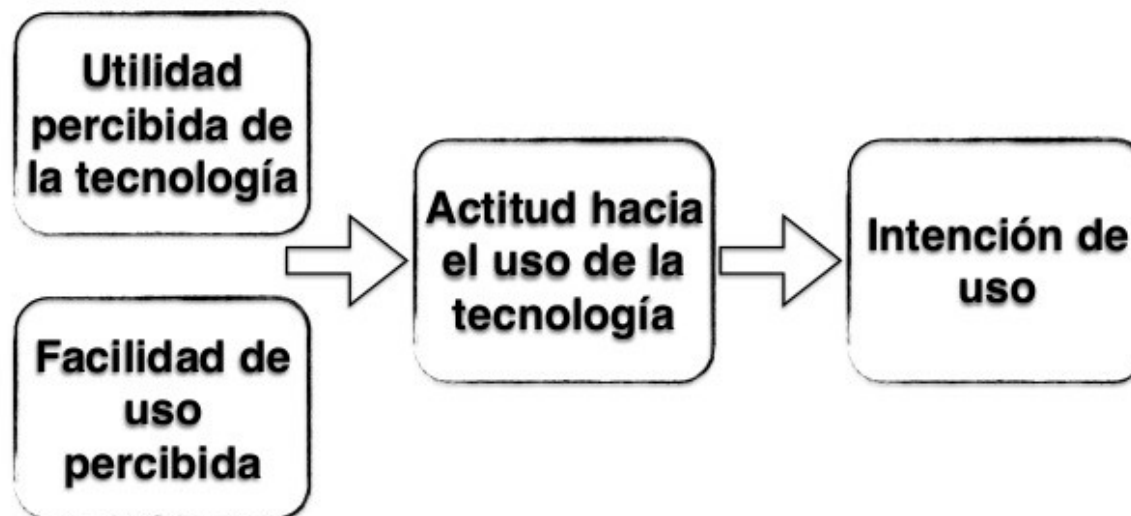 Utilidad
percibida de
la tecnología
Facilidad de
uso
percibida
Actitud hacia
el uso de la
tecnología
Intención de
uso